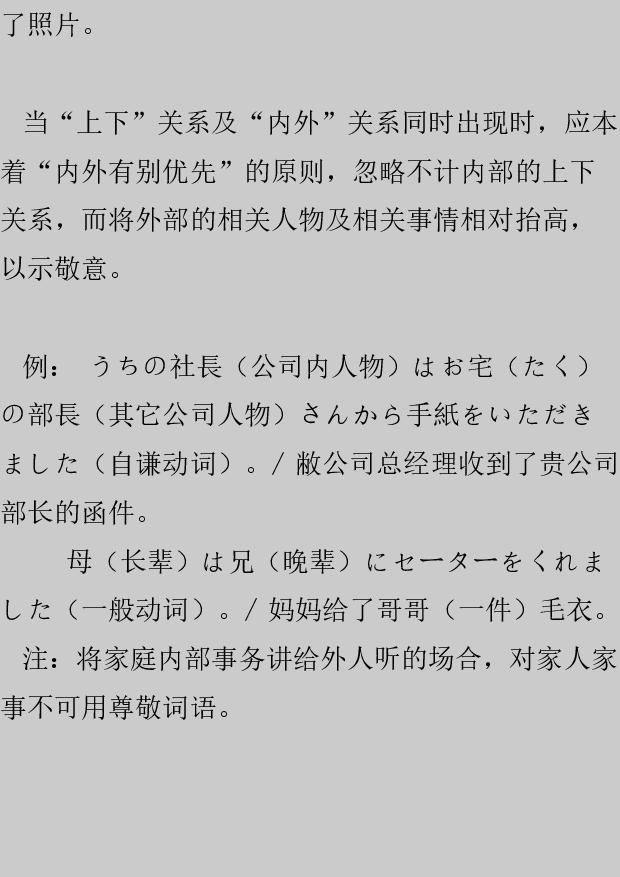 了照片。
当“上下”关系及“内外”关系同时出现时，应本
着“内外有别优先”的原则，忽略不计内部的上下
关系，而将外部的相关人物及相关事情相对抬高，
以示敬意。
例： うちの社長（公司内人物）はお宅（たく）
の部長（其它公司人物）さんから手紙をいただき
ました（自谦动词）。/ 敝公司总经理收到了贵公司
部长的函件。
母（长辈）は兄（晚辈）にセーターをくれま
した（一般动词）。/ 妈妈给了哥哥（一件）毛衣。
注：将家庭内部事务讲给外人听的场合，对家人家
事不可用尊敬词语。